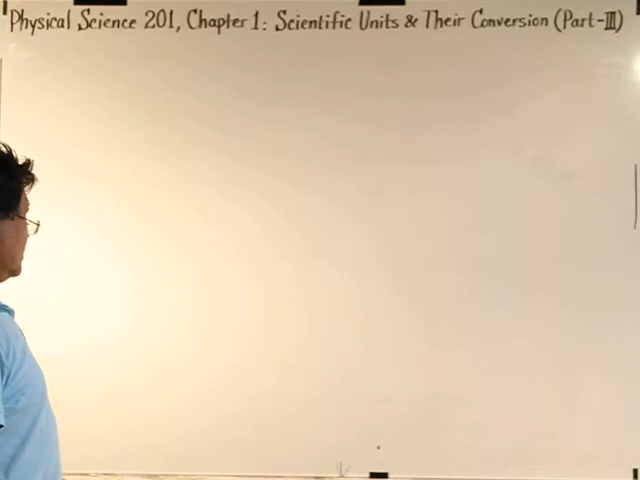 Physical Science 201, Chapter 1: Scientific Units & Their Conversion (Part-III)